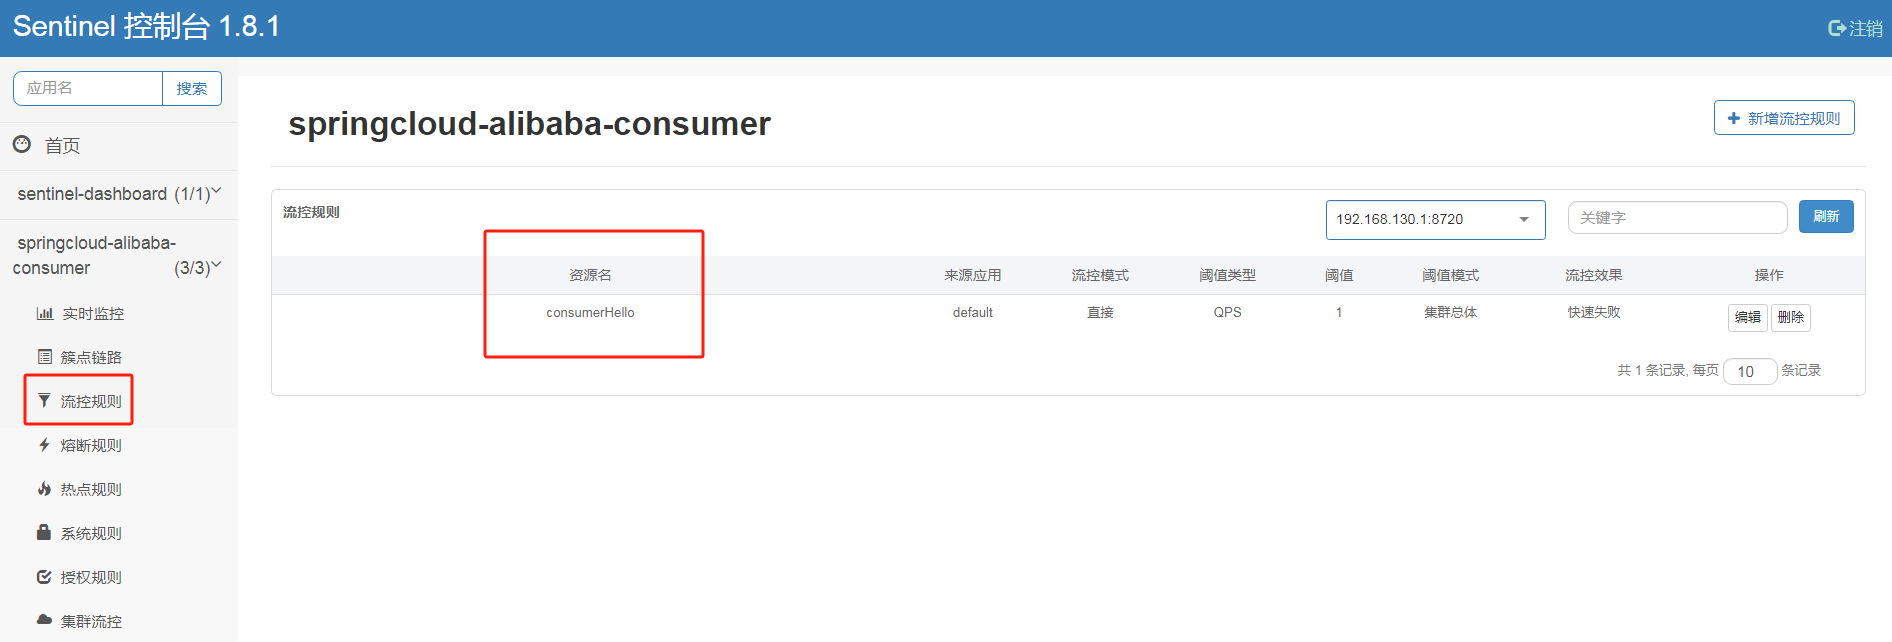 Sentinel 控制台 1.8.1
注销
应用名
搜索
首页
sentinel-dashboard (1/1)
springcloud-alibaba-
consumer (3/3)
实时监控
簇点链路
流控规则
熔断规则
热点规则
系统规则
授权规则
集群流控
springcloud-alibaba-consumer
新增流控规则
流控规则
192.168.130.1:8720
关键字
刷新
资源名 来源应用 流控模式 阈值类型 阈值 阈值模式 流控效果 操作
consumerHello default 直接 QPS 1 集群总体 快速失败 编辑 删除
共 1 条记录, 每页 10 条记录